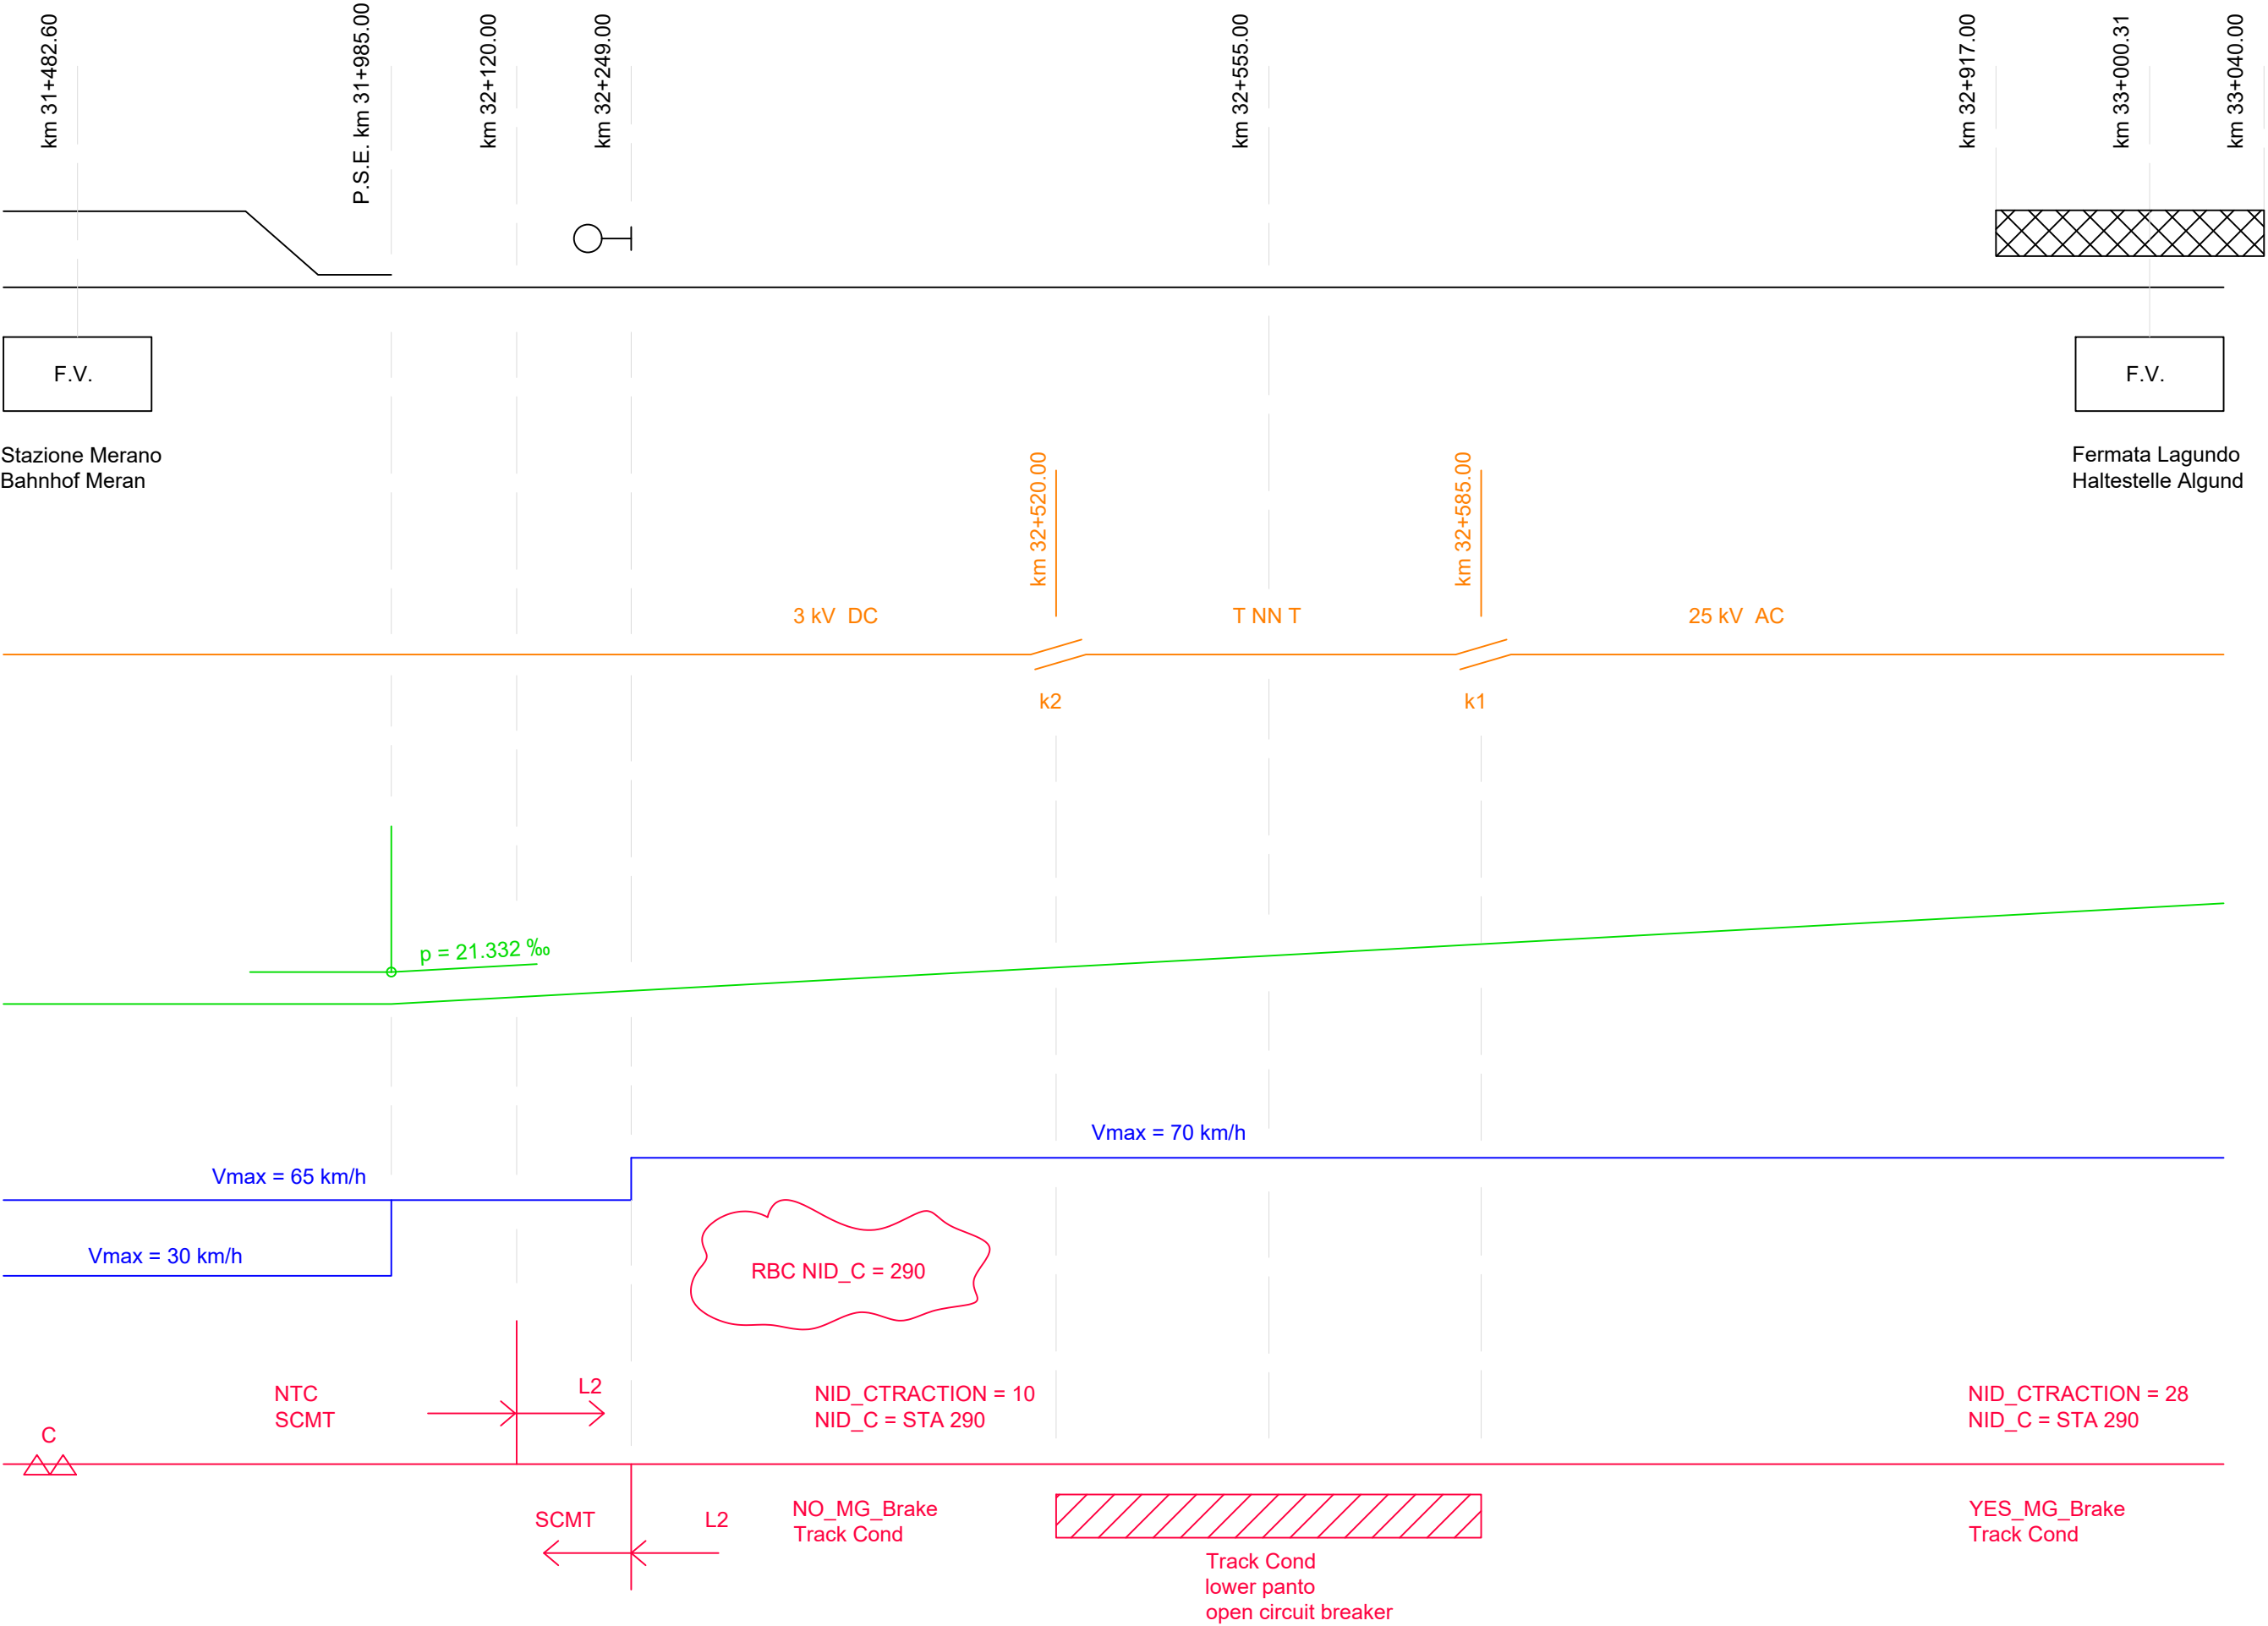 km 31+482.60
P.S.E. km 31+985.00
km 32+120.00
km 32+249.00
km 32+555.00
km 32+917.00
km 33+000.31
km 33+040.00
F.V.
F.V.
Stazione Merano
Bahnhof Meran
Fermata Lagundo
Haltestelle Algund
km 32+520.00
km 32+585.00
3 kV DC
T NN T
25 kV AC
k2
k1
p = 21.332 ‰
Vmax = 70 km/h
Vmax = 65 km/h
Vmax = 30 km/h
RBC NID_C = 290
NTC
SCMT
L2
NID_CTRACTION = 10
NID_C = STA 290
NID_CTRACTION = 28
NID_C = STA 290
C
SCMT
L2
NO_MG_Brake
Track Cond
YES_MG_Brake
Track Cond
Track Cond
lower panto
open circuit breaker